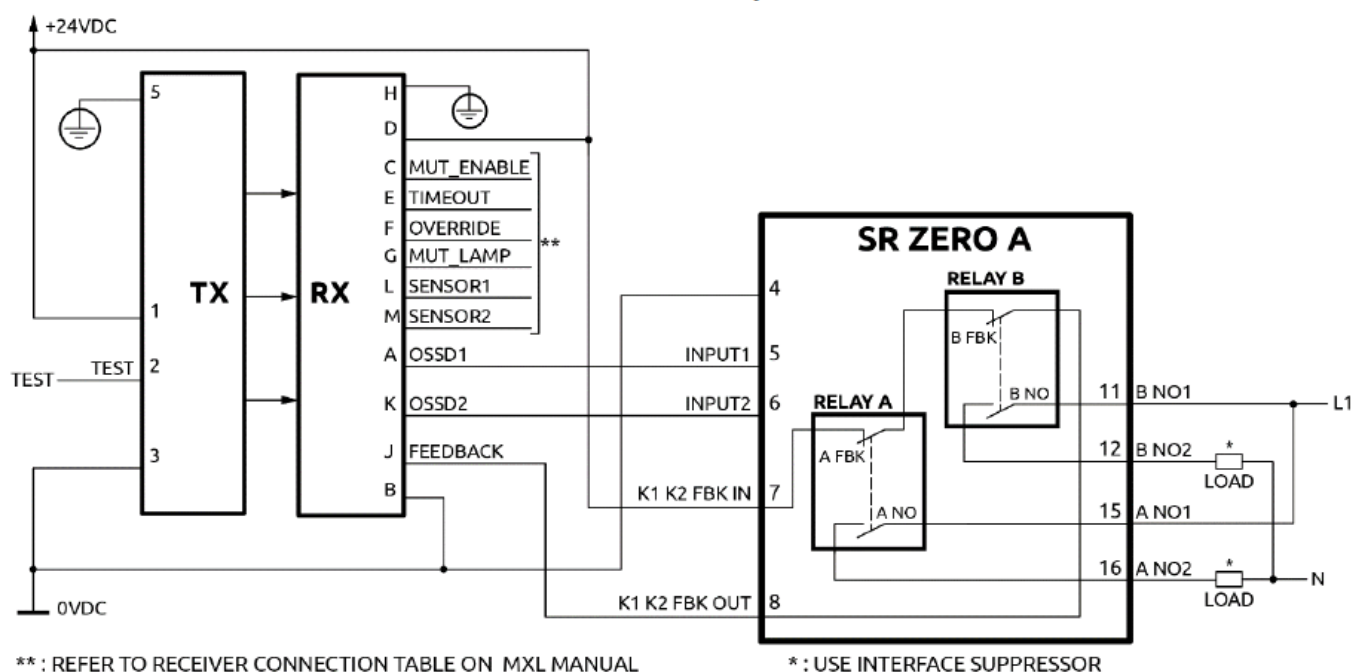 +24VDC
5
H
D
C MUT_ENABLE
E TIMEOUT
F OVERRIDE
**
G MUT_LAMP
L SENSOR1
M SENSOR2
TX
RX
1
TEST
TEST
2
3
A OSSD1
K OSSD2
J FEEDBACK
B
0VDC
SR ZERO A
4
INPUT1 5
INPUT2 6
K1 K2 FBK IN 7
K1 K2 FBK OUT 8
RELAY B
B FBK
B NO
RELAY A
A FBK
A NO
11 B NO1
L1
12 B NO2
*
LOAD
15 A NO1
16 A NO2
*
LOAD
N
** : REFER TO RECEIVER CONNECTION TABLE ON MXL MANUAL
* : USE INTERFACE SUPPRESSOR